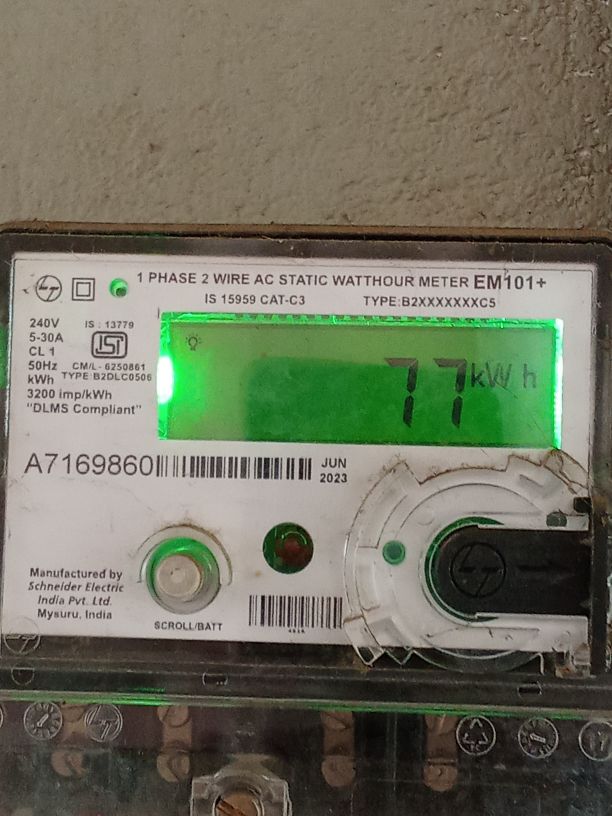 1 PHASE 2 WIRE AC STATIC WATTHOUR METER EM101+
IS 15959 CAT-C3 TYPE:B2XXXXXXXC5
240V
5-30A
CL 1
50Hz
kWh
3200 imp/kWh
"DLMS Compliant"
IS : 13779
ISI
CM/L- 6250861
TYPE: B2DLC0506
77 kWh
A7169860
JUN
2023
Manufactured by
Schneider Electric
India Pvt. Ltd.
Mysuru, India
SCROLL/BATT